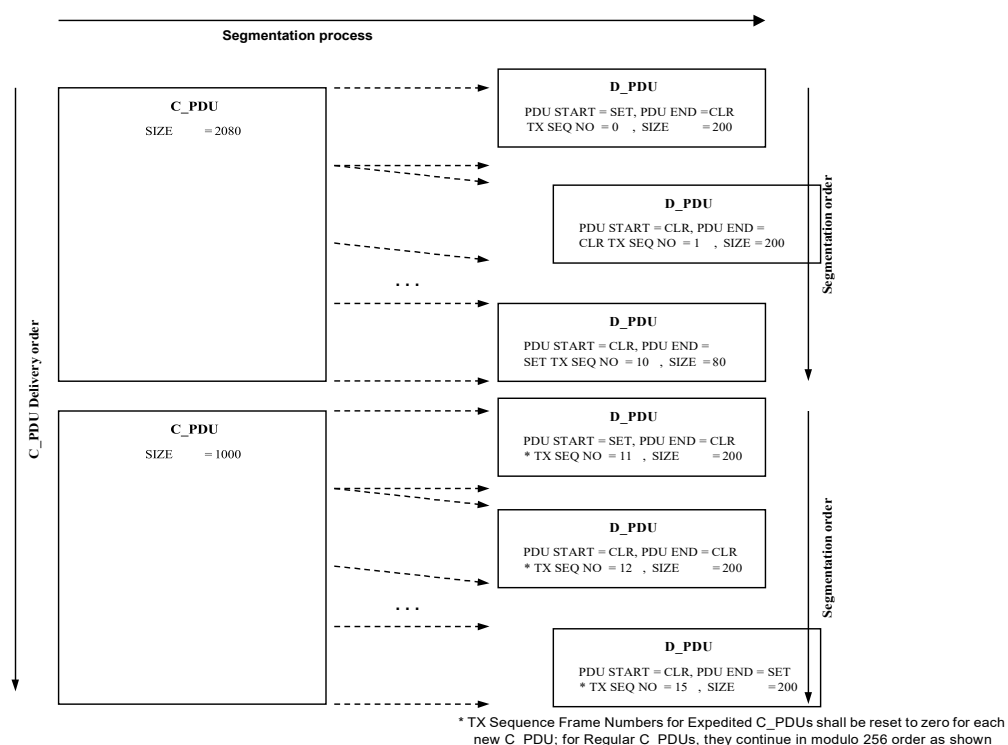 Segmentation process
C_PDU
SIZE = 2080
D_PDU
PDU START = SET, PDU END = CLR
TX SEQ NO = 0 , SIZE = 200
D_PDU
PDU START = CLR, PDU END =
CLR TX SEQ NO = 1 , SIZE = 200
. . .
D_PDU
PDU START = CLR, PDU END =
SET TX SEQ NO = 10 , SIZE = 80
Segmentation order
C_PDU Delivery order
C_PDU
SIZE = 1000
D_PDU
PDU START = SET, PDU END = CLR
* TX SEQ NO = 11 , SIZE = 200
D_PDU
PDU START = CLR, PDU END = CLR
* TX SEQ NO = 12 , SIZE = 200
. . .
D_PDU
PDU START = CLR, PDU END = SET
* TX SEQ NO = 15 , SIZE = 200
Segmentation order
* TX Sequence Frame Numbers for Expedited C_PDUs shall be reset to zero for each
new C_PDU; for Regular C_PDUs, they continue in modulo 256 order as shown